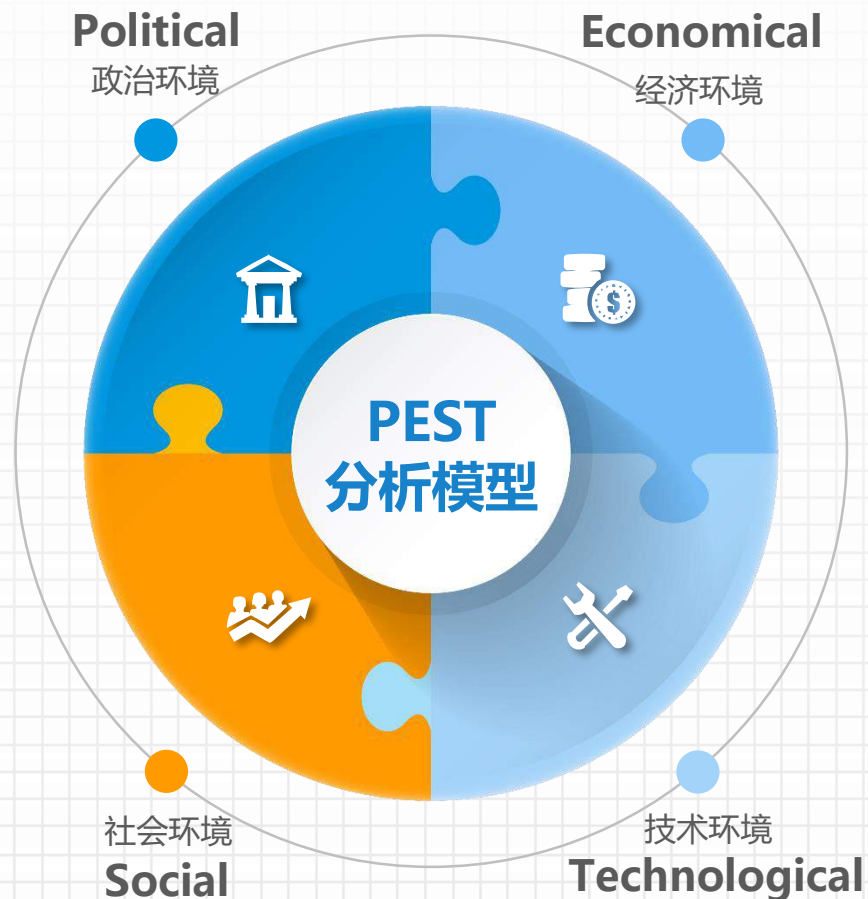 Political
政治环境
Economical
经济环境
PEST
分析模型
$
社会环境
Social
技术环境
Technological